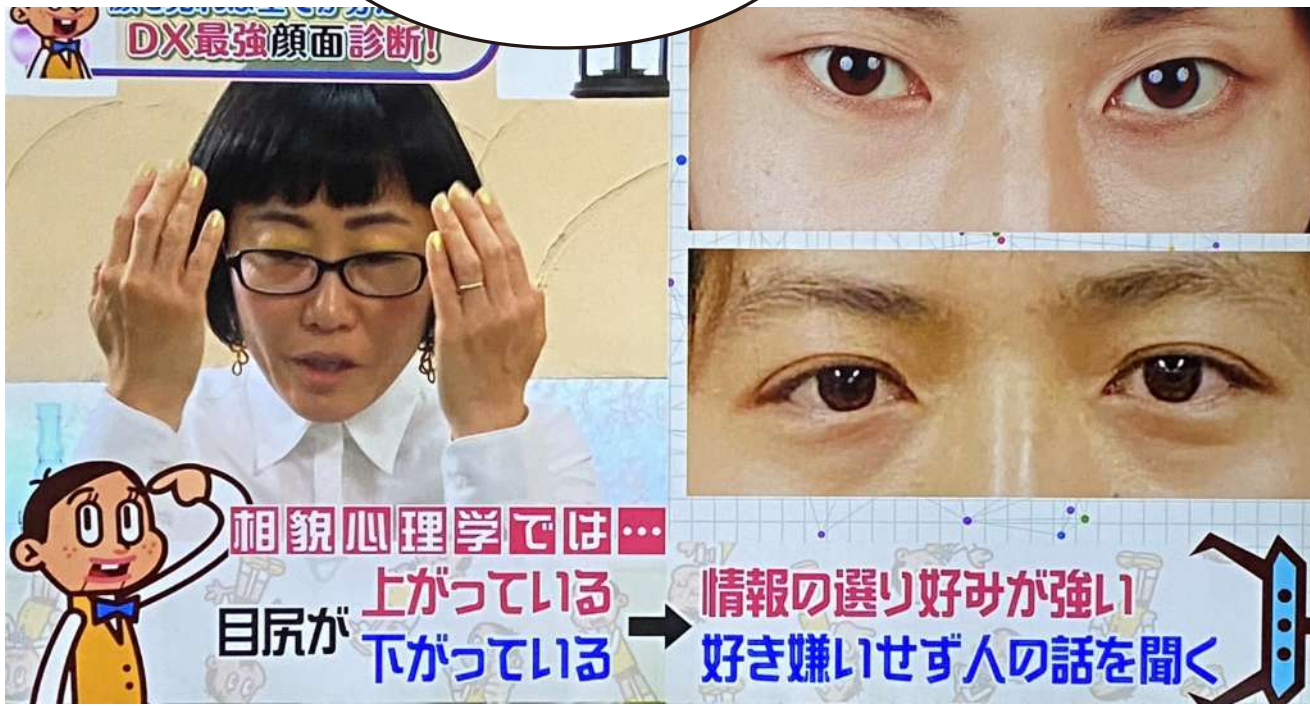 DX最強顔面診断!
相貌心理学では…
目尻が
上がっている
下がっている
情報の選り好みが強い
好き嫌いせず人の話を聞く